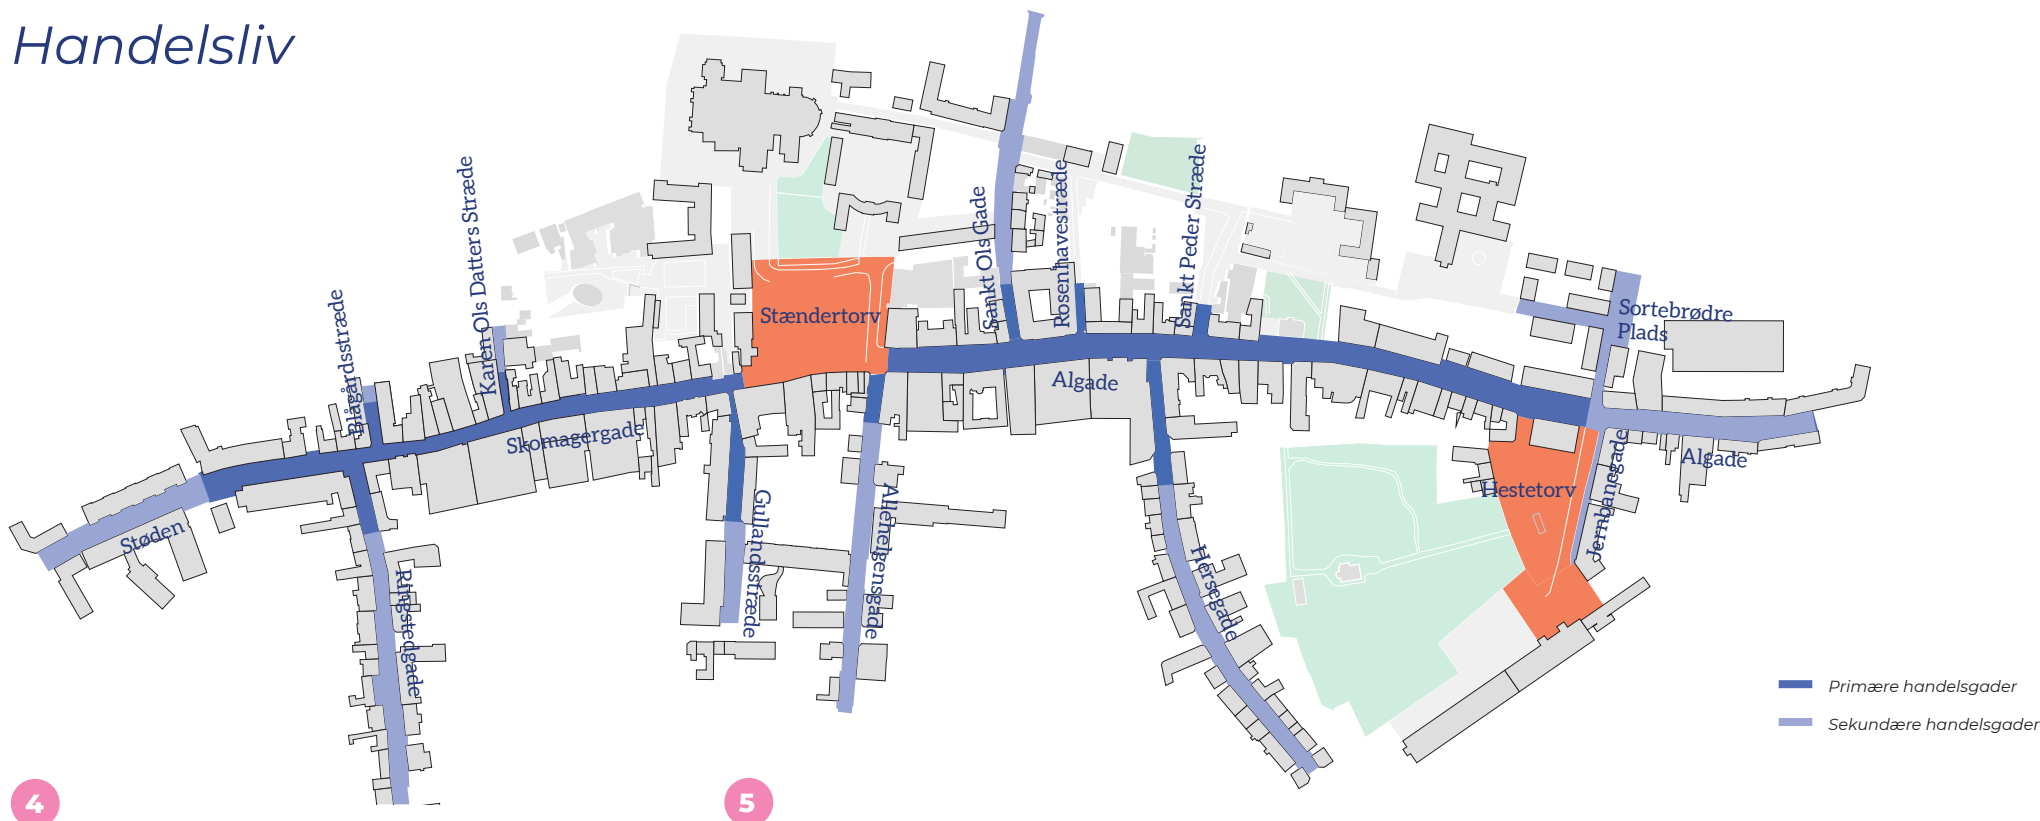 Handelsliv
Blågårdsstræde
Karen Ols Datters Stræde
Stændertorv
Sankt Ols Gade
Rosenhavestræde
Sankt Peder Stræde
Sortebrødre
Plads
Støden
Skomagergade
Algade
Algade
Hestetorv
Jernbanegade
Ringstedgade
Gullandsstræde
Allehelgensgade
Hersegade
Primære handelsgader
Sekundære handelsgader
4
5